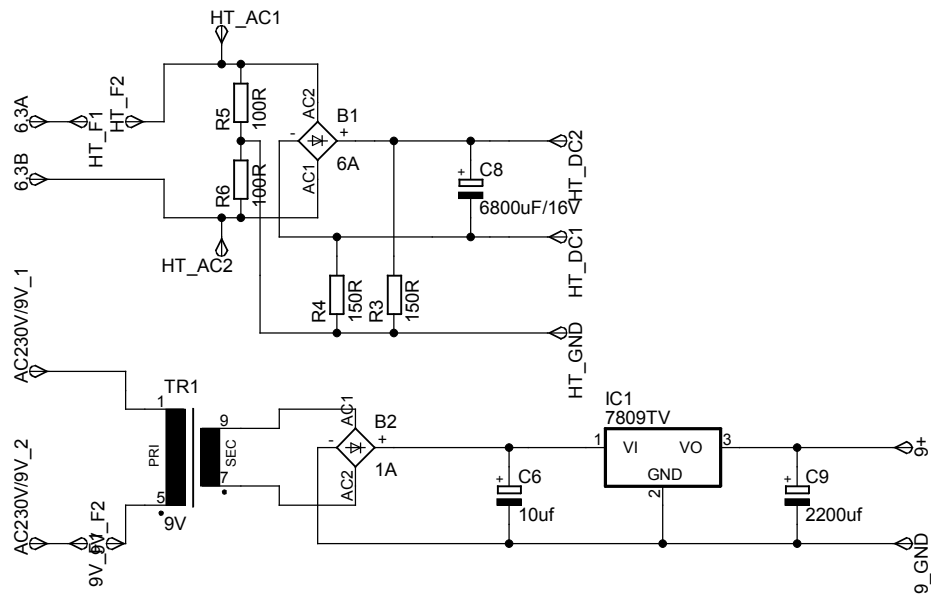 HT_AC1
6,3A
HT_F1
HT_F2
R5
100R
AC2
B1
-
+
6A
AC1
HT_DC2
6,3B
R6
100R
+
C8
6800uF/16V
HT_AC2
HT_DC1
R4
150R
R3
150R
HT_GND
AC230V/9V_1
TR1
1
9
PRI
SEC
7
5
9V
AC1
B2
-
+
1A
AC2
IC1
7809TV
1
VI
VO
3
GND
2
9+
+
C6
10uf
+
C9
2200uf
AC230V/9V_2
9V_F1
9V_F2
9_GND